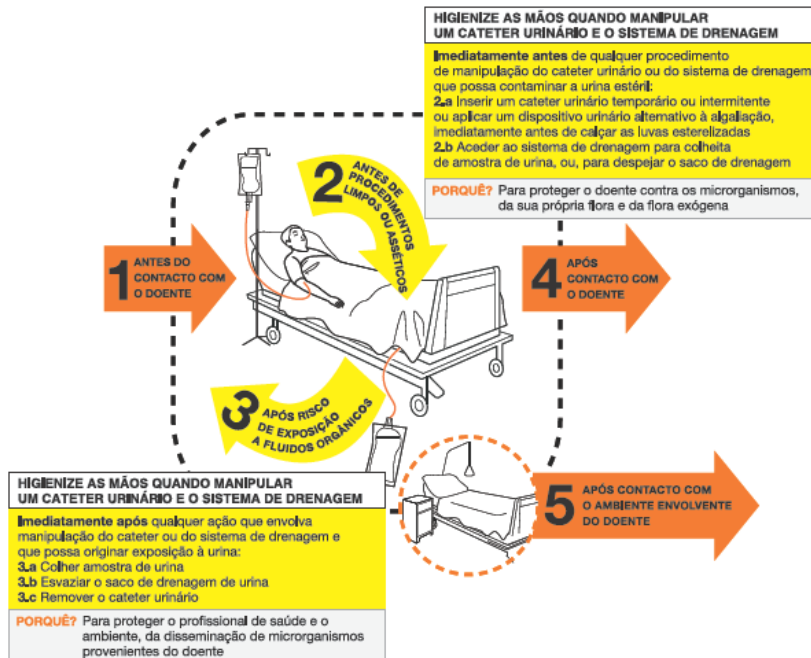 HIGIENIZE AS MÃOS QUANDO MANIPULAR
UM CATETER URINÁRIO E O SISTEMA DE DRENAGEM
Imediatamente antes de qualquer procedimento
de manipulação do cateter urinário ou do sistema de drenagem
que possa contaminar a urina estéril:
2.a Inserir um cateter urinário temporário ou intermitente
ou aplicar um dispositivo urinário alternativo à algaliação,
imediatamente antes de calçar as luvas esterelizadas
2.b Aceder ao sistema de drenagem para colheita
de amostra de urina, ou, para despejar o saco de drenagem
PORQUÊ? Para proteger o doente contra os microrganismos,
da sua própria flora e da flora exógena
1
ANTES DO
CONTACTO COM
O DOENTE
2
ANTES DE
PROCEDIMENTOS
LIMPOS OU ASSÉTICOS
4
APÓS
CONTACTO COM
O DOENTE
3
APÓS RISCO
DE EXPOSIÇÃO
A FLUIDOS ORGÂNICOS
5
APÓS CONTACTO COM
O AMBIENTE ENVOLVENTE
DO DOENTE
HIGIENIZE AS MÃOS QUANDO MANIPULAR
UM CATETER URINÁRIO E O SISTEMA DE DRENAGEM
Imediatamente após qualquer ação que envolva
manipulação do cateter ou do sistema de drenagem e
que possa originar exposição à urina:
3.a Colher amostra de urina
3.b Esvaziar o saco de drenagem de urina
3.c Remover o cateter urinário
PORQUÊ? Para proteger o profissional de saúde e o
ambiente, da disseminação de microrganismos
provenientes do doente